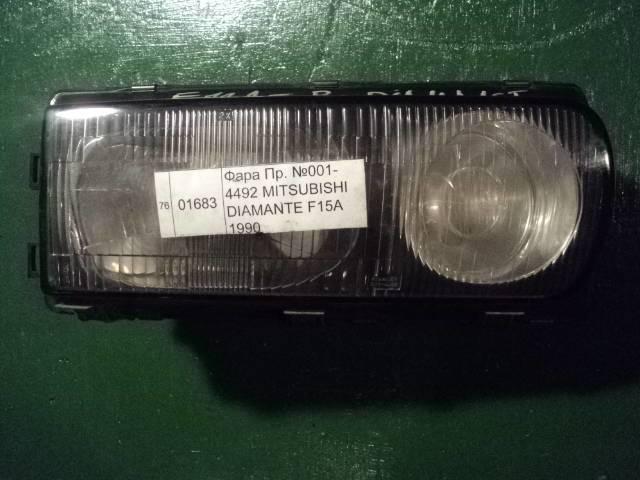 76
01683
Фара Пр. №001-
4492 MITSUBISHI
DIAMANTE F15A
1990